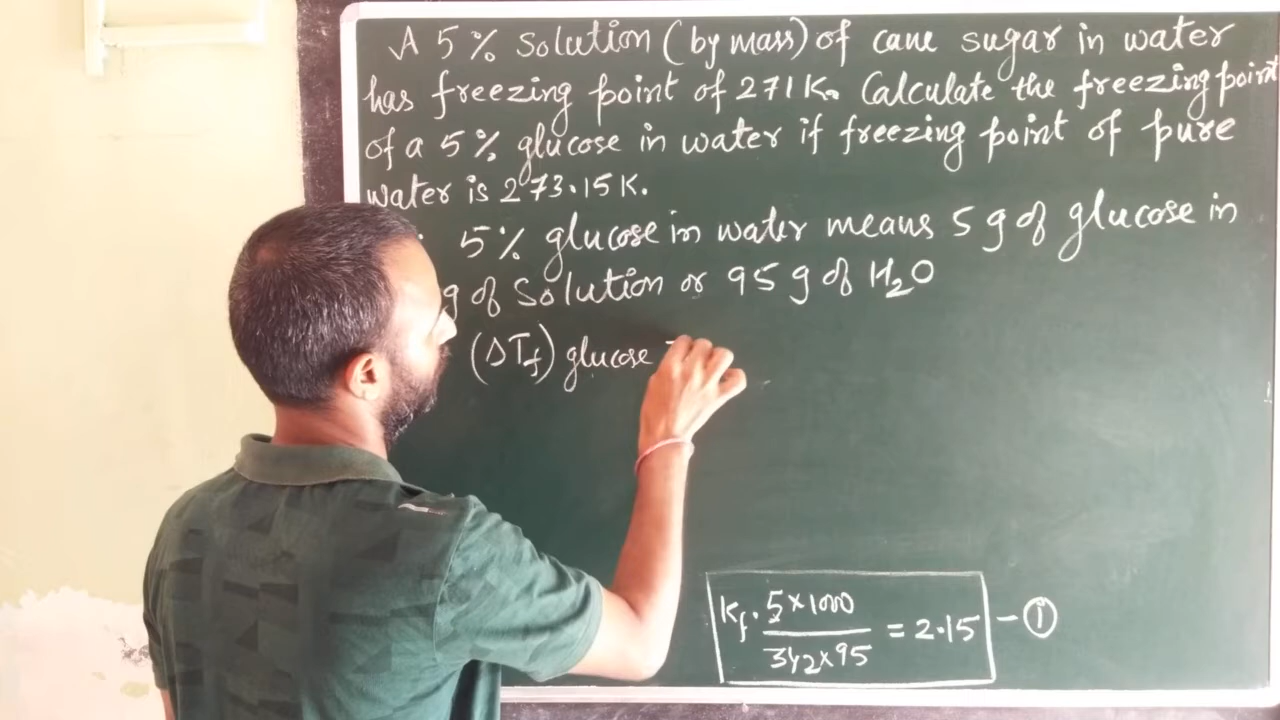 A 5 % Solution (by mass) of cane sugar in water
has freezing point of 271 K. Calculate the freezing point
of a 5 % glucose in water if freezing point of pure
water is 273.15 K.
5 % glucose in water means 5 g of glucose in
g of Solution or 95 g of H₂O
(ΔT_f) glucose
K_f . 5 × 1000 / 342 × 95 = 2.15 - ①